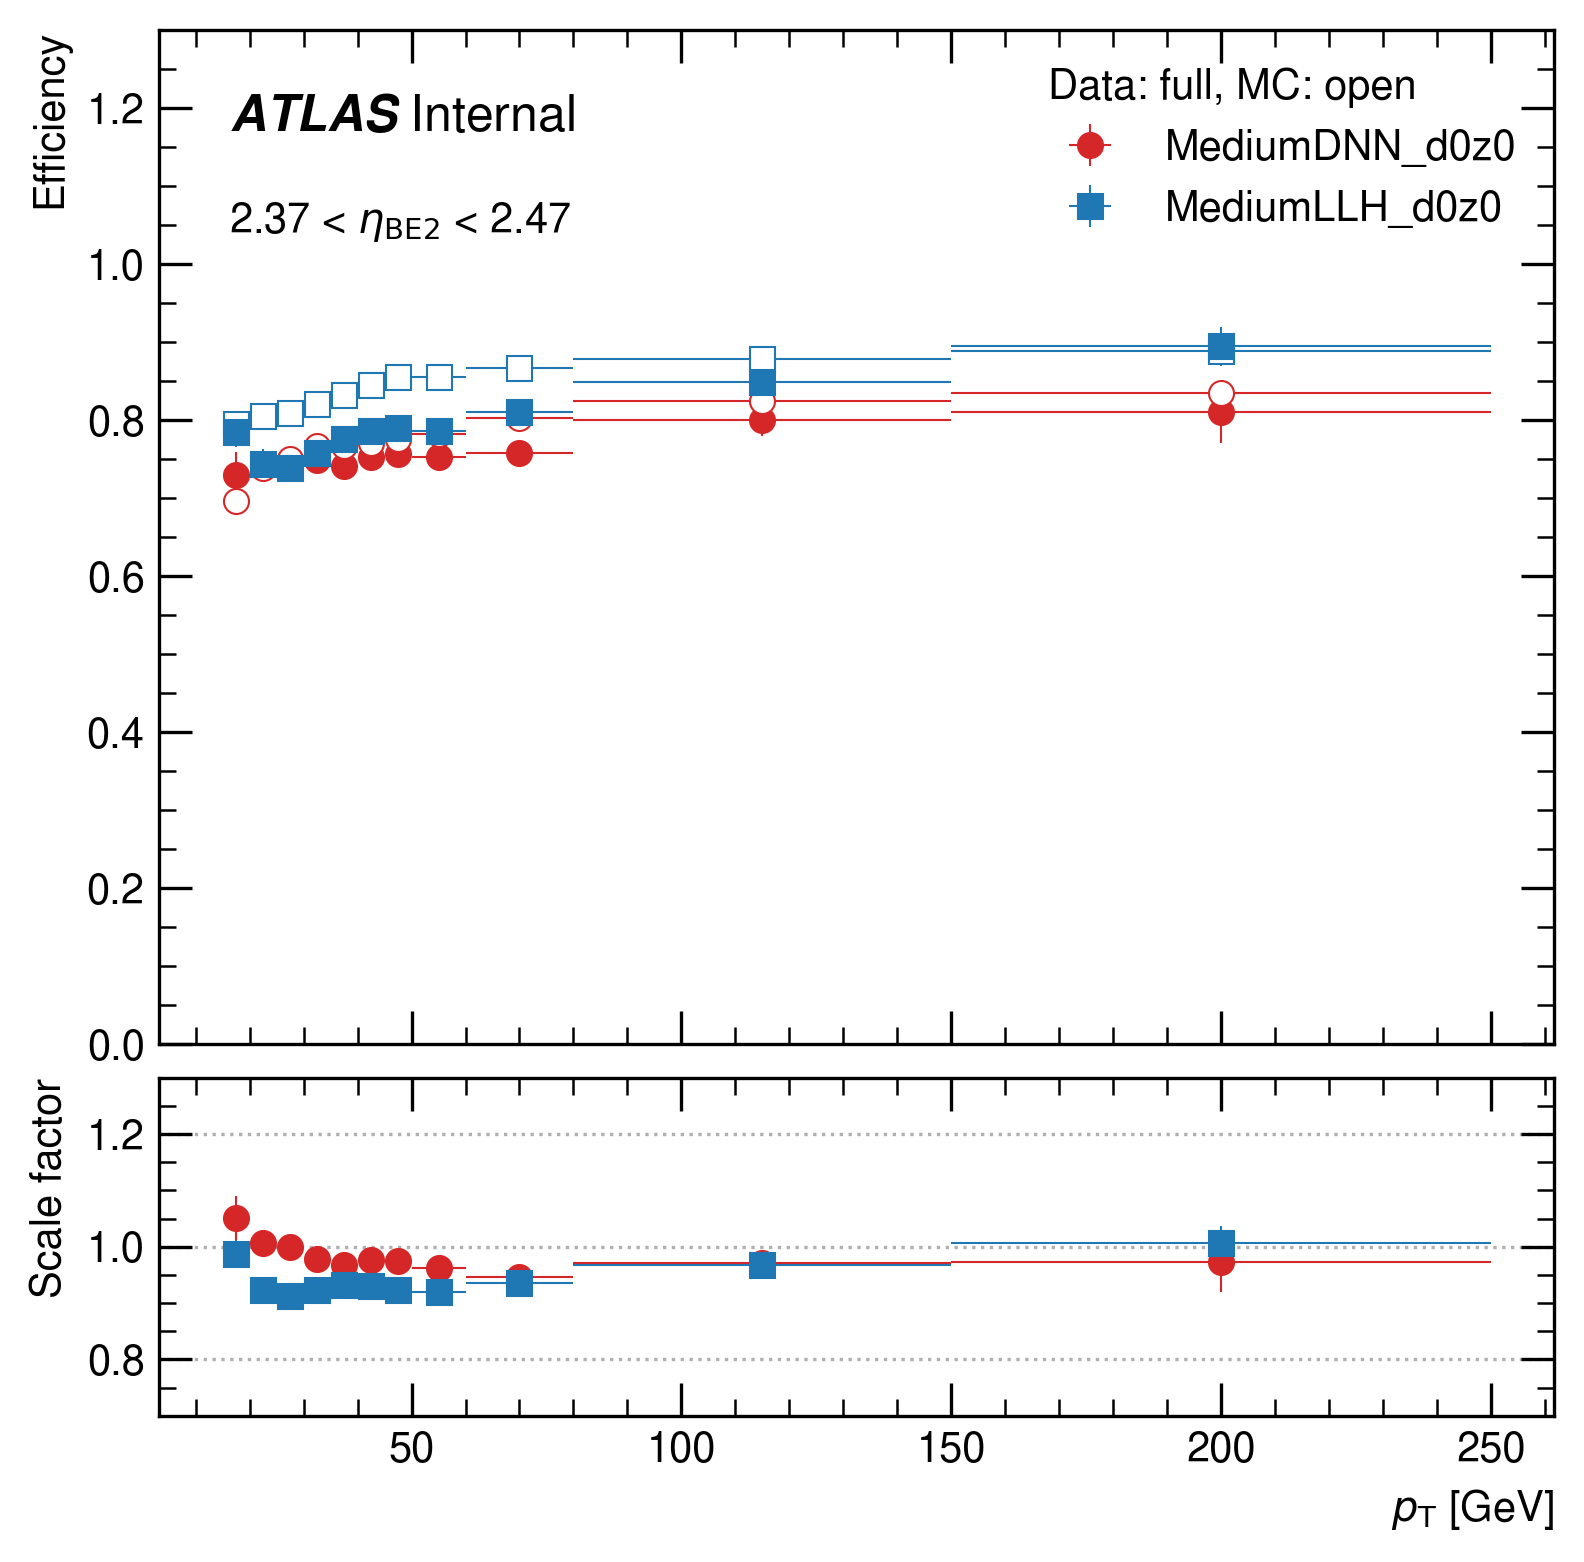 Efficiency
ATLAS Internal
2.37 < ηBE2 < 2.47
Data: full, MC: open
MediumDNN_d0z0
MediumLLH_d0z0
1.2
1.0
0.8
0.6
0.4
0.2
0.0
Scale factor
1.2
1.0
0.8
50 100 150 200 250
pT [GeV]